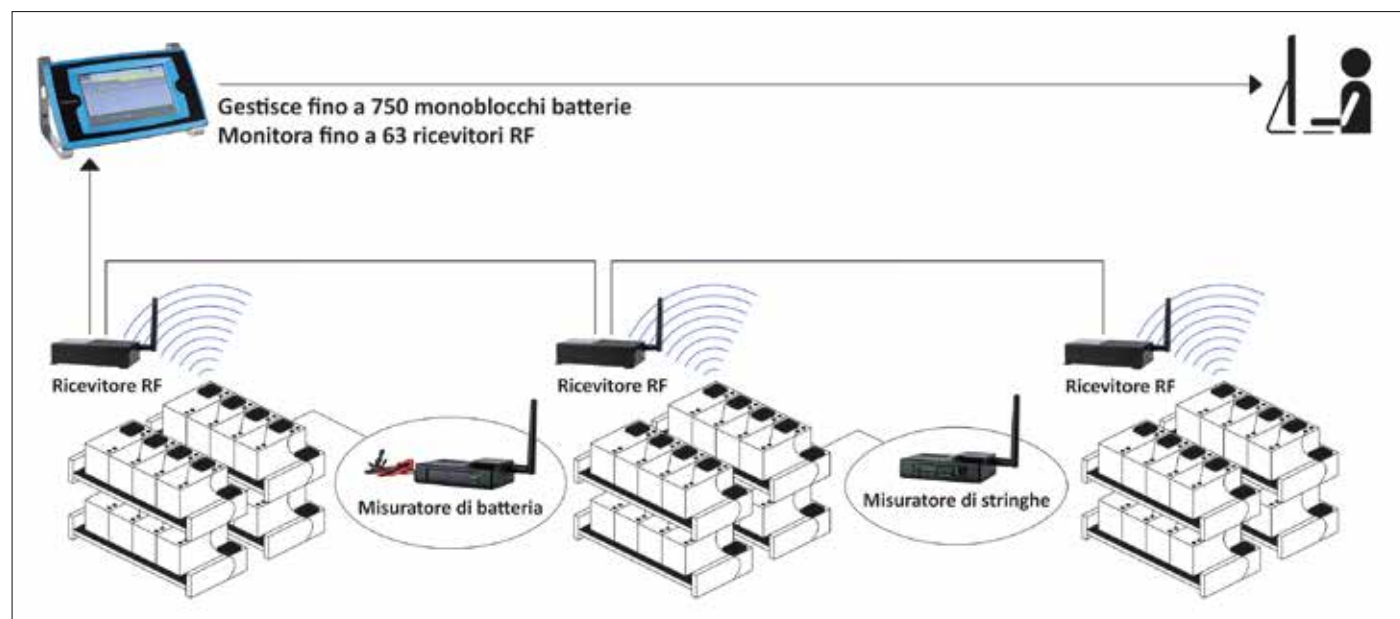 Gestisce fino a 750 monoblocchi batterie
Monitora fino a 63 ricevitori RF
Ricevitore RF
Ricevitore RF
Ricevitore RF
Misuratore di batteria
Misuratore di stringhe